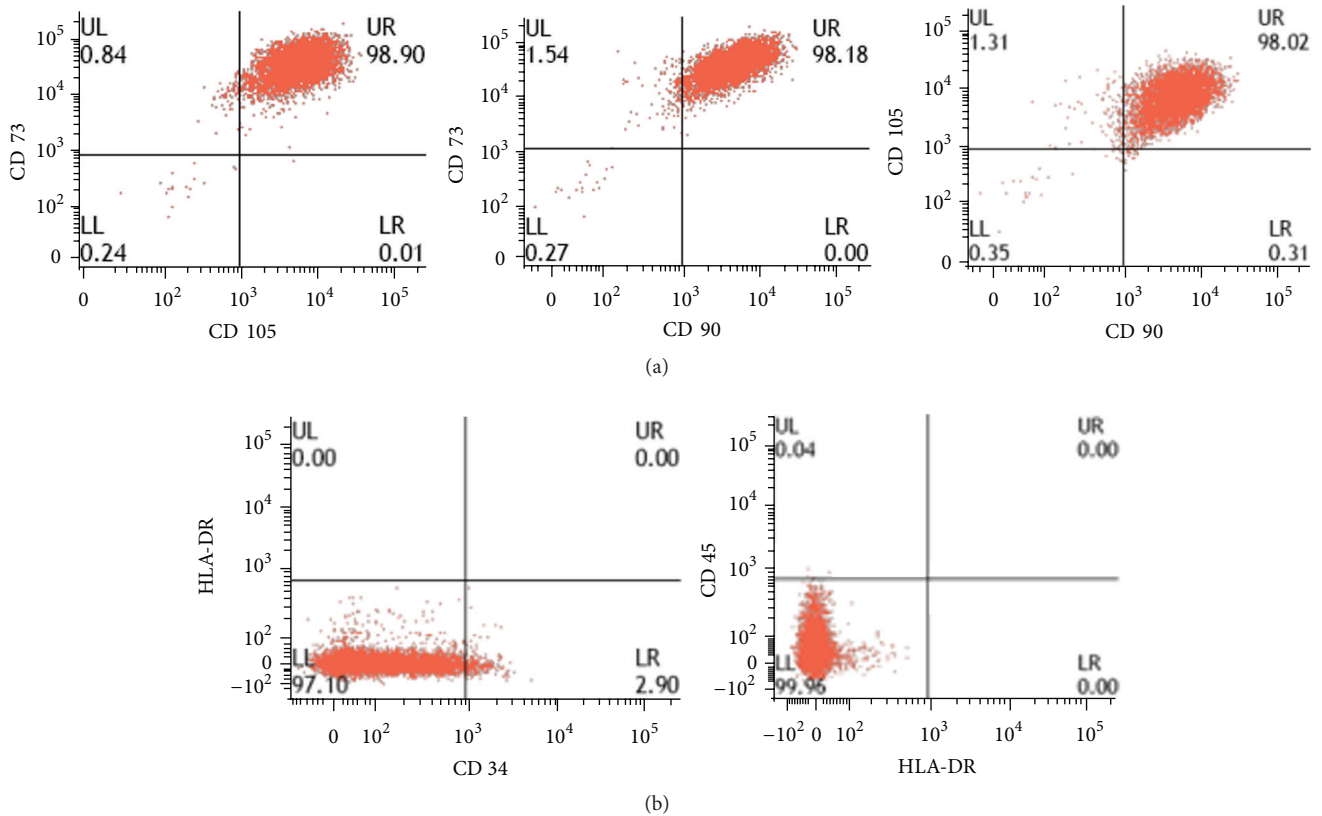 UL
0.84
UR
98.90
10^5
10^4
10^3
10^2
0
CD 73
LL
0.24
LR
0.01
0 10^2 10^3 10^4 10^5
CD 105
UL
1.54
UR
98.18
10^5
10^4
10^3
10^2
0
CD 73
LL
0.27
LR
0.00
0 10^2 10^3 10^4 10^5
CD 90
UL
1.31
UR
98.02
10^5
10^4
10^3
10^2
0
CD 105
LL
0.35
LR
0.31
0 10^2 10^3 10^4 10^5
CD 90
(a)
UL
0.00
UR
0.00
10^5
10^4
10^3
10^2
0
−10^2
HLA-DR
LL
97.10
LR
2.90
0 10^2 10^3 10^4 10^5
CD 34
UL
0.04
UR
0.00
10^5
10^4
10^3
10^2
0
−10^2
CD 45
LL
99.96
LR
0.00
−10^2 0 10^2 10^3 10^4 10^5
HLA-DR
(b)